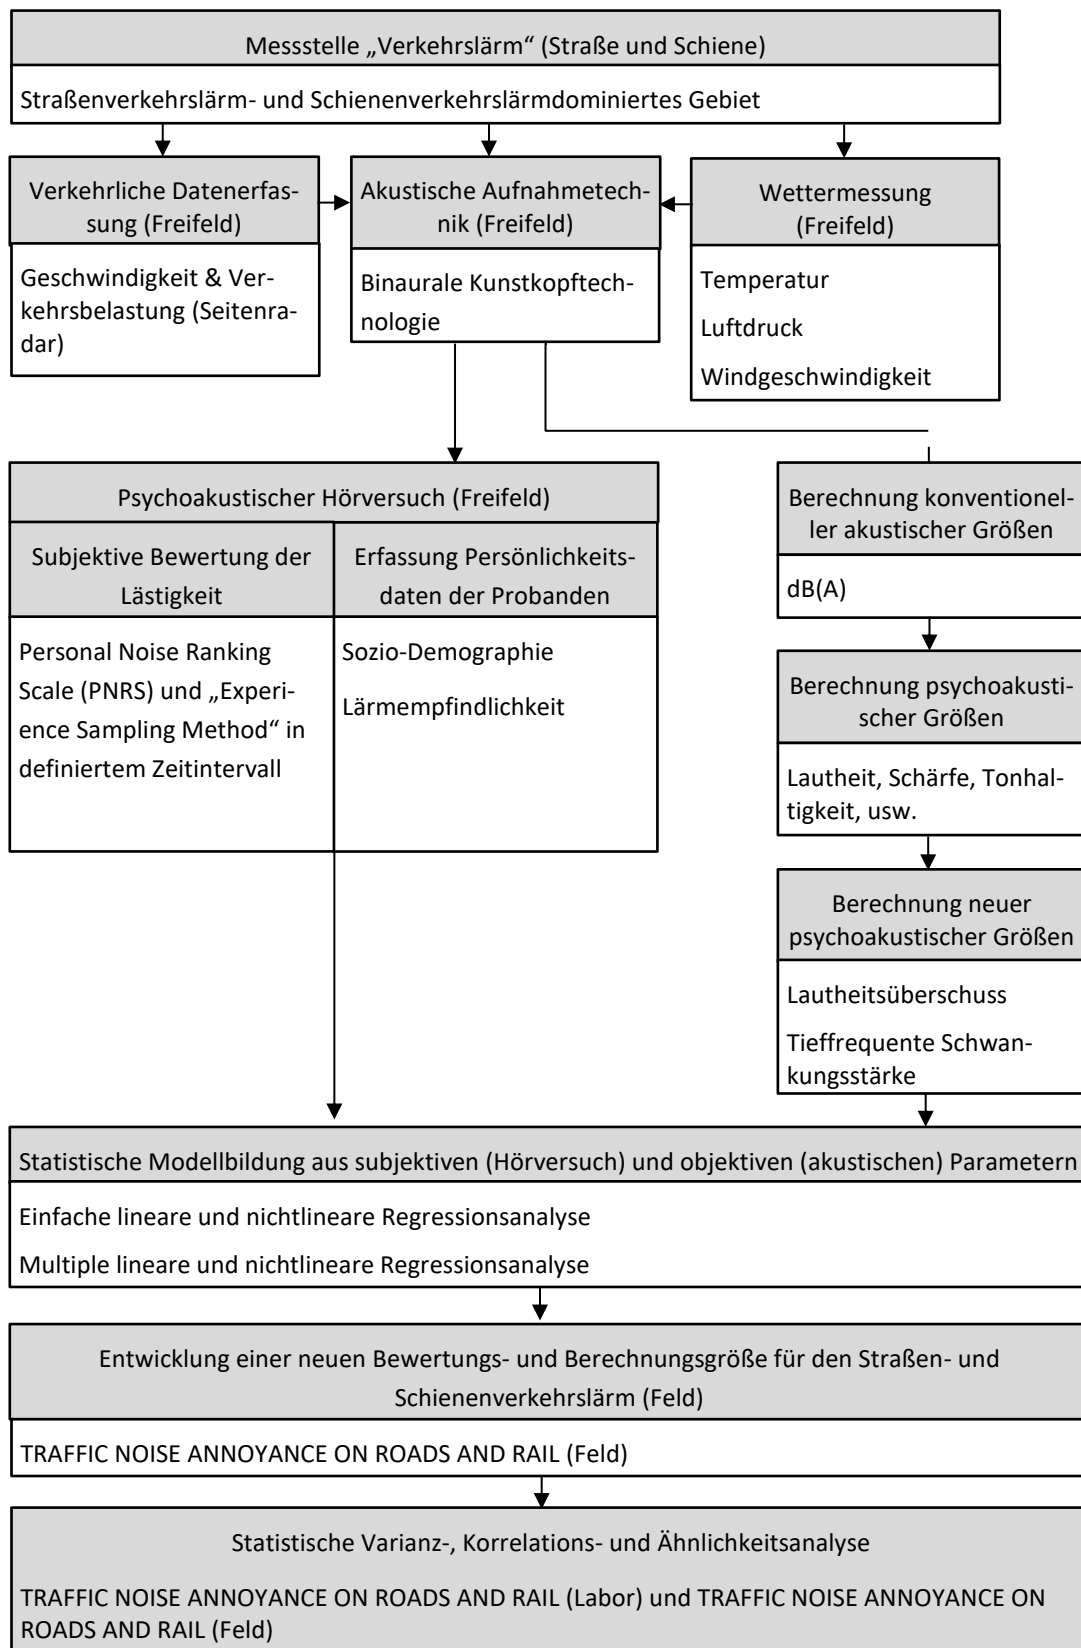 Messstelle „Verkehrslärm“ (Straße und Schiene)
Straßenverkehrslärm- und Schienenverkehrslärmdominiertes Gebiet
Verkehrliche Datenerfas-
sung (Freifeld)
Geschwindigkeit & Ver-
kehrsbelastung (Seitenra-
dar)
Akustische Aufnahmetech-
nik (Freifeld)
Binaurale Kunstkopftech-
nologie
Wettermessung
(Freifeld)
Temperatur
Luftdruck
Windgeschwindigkeit
Psychoakustischer Hörversuch (Freifeld)
Subjektive Bewertung der
Lästigkeit
Personal Noise Ranking
Scale (PNRS) und „Experi-
ence Sampling Method“ in
definiertem Zeitintervall
Erfassung Persönlichkeits-
daten der Probanden
Sozio-Demographie
Lärmempfindlichkeit
Berechnung konventionel-
ler akustischer Größen
dB(A)
Berechnung psychoakusti-
scher Größen
Lautheit, Schärfe, Tonhal-
tigkeit, usw.
Berechnung neuer
psychoakustischer Größen
Lautheitsüberschuss
Tieffrequente Schwan-
kungsstärke
Statistische Modellbildung aus subjektiven (Hörversuch) und objektiven (akustischen) Parametern
Einfache lineare und nichtlineare Regressionsanalyse
Multiple lineare und nichtlineare Regressionsanalyse
Entwicklung einer neuen Bewertungs- und Berechnungsgröße für den Straßen- und
Schienenverkehrslärm (Feld)
TRAFFIC NOISE ANNOYANCE ON ROADS AND RAIL (Feld)
Statistische Varianz-, Korrelations- und Ähnlichkeitsanalyse
TRAFFIC NOISE ANNOYANCE ON ROADS AND RAIL (Labor) und TRAFFIC NOISE ANNOYANCE ON
ROADS AND RAIL (Feld)